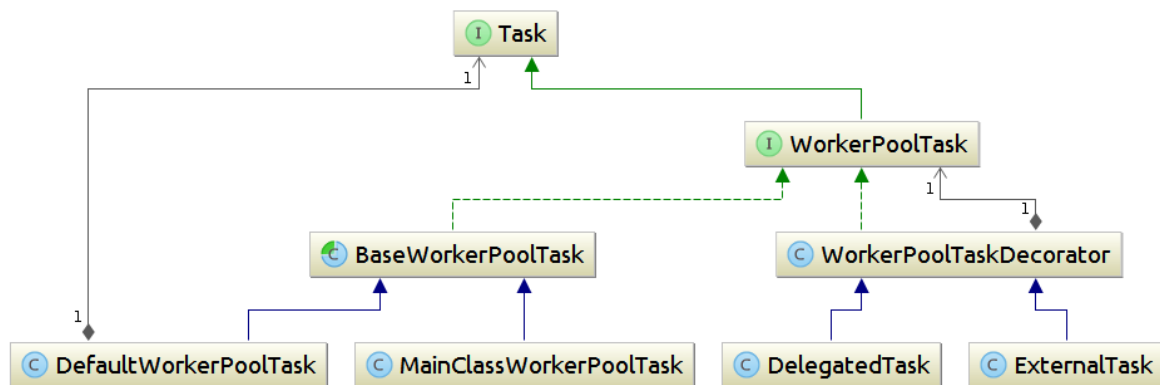 I Task
1
I WorkerPoolTask
1
1
C BaseWorkerPoolTask
C WorkerPoolTaskDecorator
1
C DefaultWorkerPoolTask
C MainClassWorkerPoolTask
C DelegatedTask
C ExternalTask